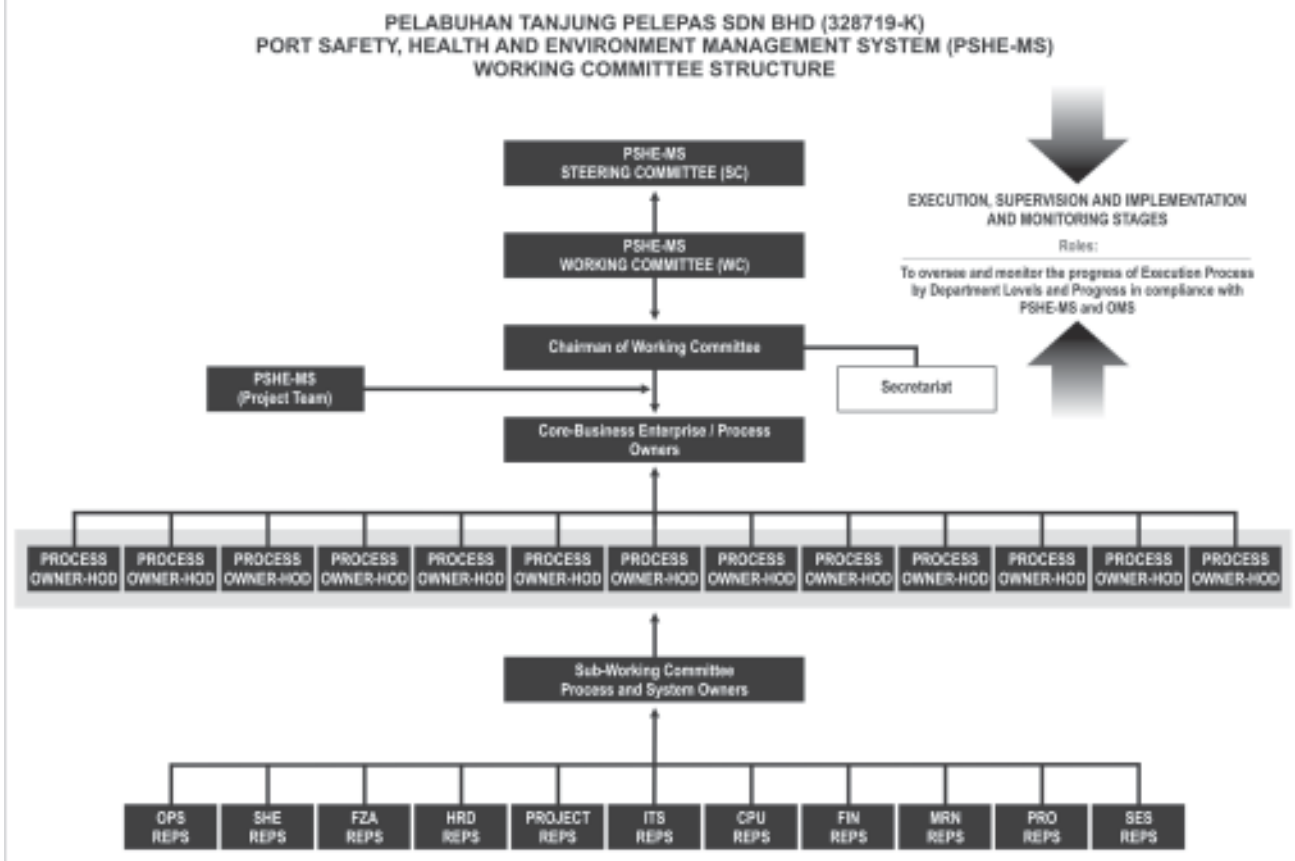 PELABUHAN TANJUNG PELEPAS SDN BHD (328719-K)
PORT SAFETY, HEALTH AND ENVIRONMENT MANAGEMENT SYSTEM (PSHE-MS)
WORKING COMMITTEE STRUCTURE
PSHE-MS
STEERING COMMITTEE (SC)
EXECUTION, SUPERVISION AND IMPLEMENTATION
AND MONITORING STAGES
Roles:
To oversee and monitor the progress of Execution Process
by Department Levels and Progress in compliance with
PSHE-MS and OMS
PSHE-MS
WORKING COMMITTEE (WC)
Chairman of Working Committee
PSHE-MS
(Project Team)
Secretariat
Core-Business Enterprise / Process
Owners
PROCESS
OWNER-HOD
PROCESS
OWNER-HOD
PROCESS
OWNER-HOD
PROCESS
OWNER-HOD
PROCESS
OWNER-HOD
PROCESS
OWNER-HOD
PROCESS
OWNER-HOD
PROCESS
OWNER-HOD
PROCESS
OWNER-HOD
PROCESS
OWNER-HOD
PROCESS
OWNER-HOD
PROCESS
OWNER-HOD
PROCESS
OWNER-HOD
Sub-Working Committee
Process and System Owners
OPS
REPS
SHE
REPS
FZA
REPS
HRD
REPS
PROJECT
REPS
ITS
REPS
CPU
REPS
FIN
REPS
MRN
REPS
PRO
REPS
SES
REPS